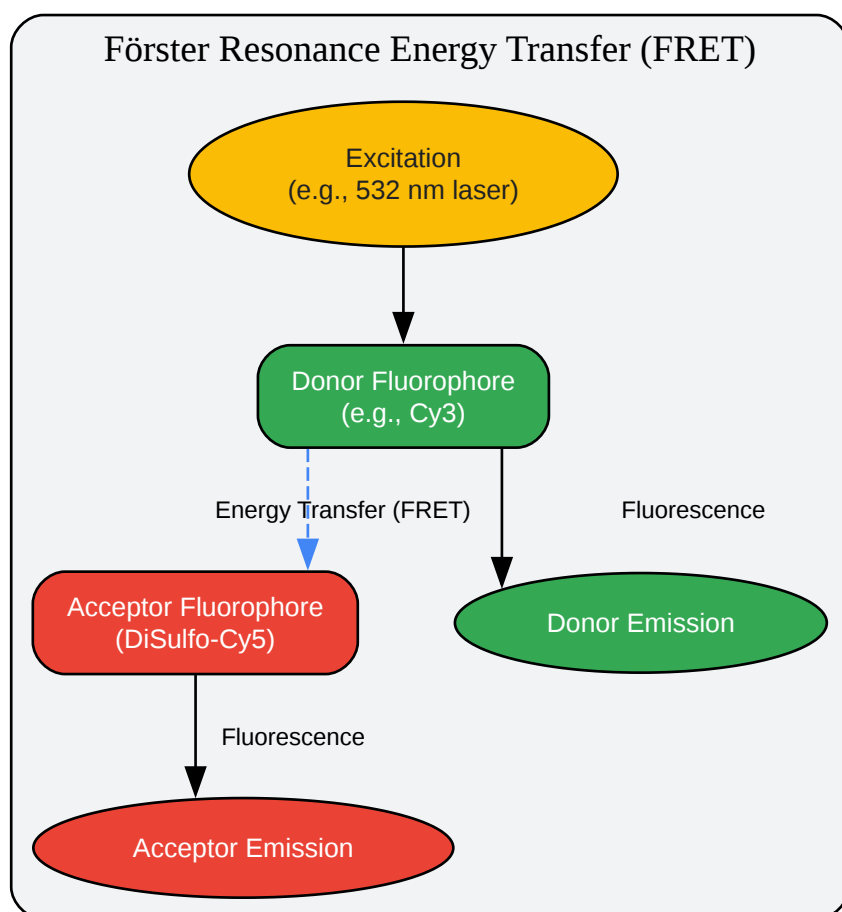 Förster Resonance Energy Transfer (FRET)
Excitation
(e.g., 532 nm laser)
Donor Fluorophore
(e.g., Cy3)
Energy Transfer (FRET)
Fluorescence
Acceptor Fluorophore
(DiSulfo-Cy5)
Donor Emission
Fluorescence
Acceptor Emission